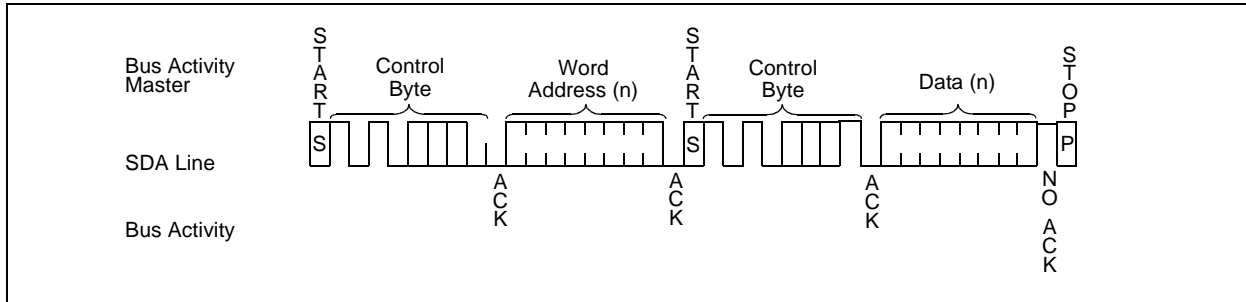 START
START
STOP
Bus Activity
Master
Control
Byte
Word
Address (n)
Control
Byte
Data (n)
S
S
P
SDA Line
ACK
ACK
ACK
NO ACK
Bus Activity